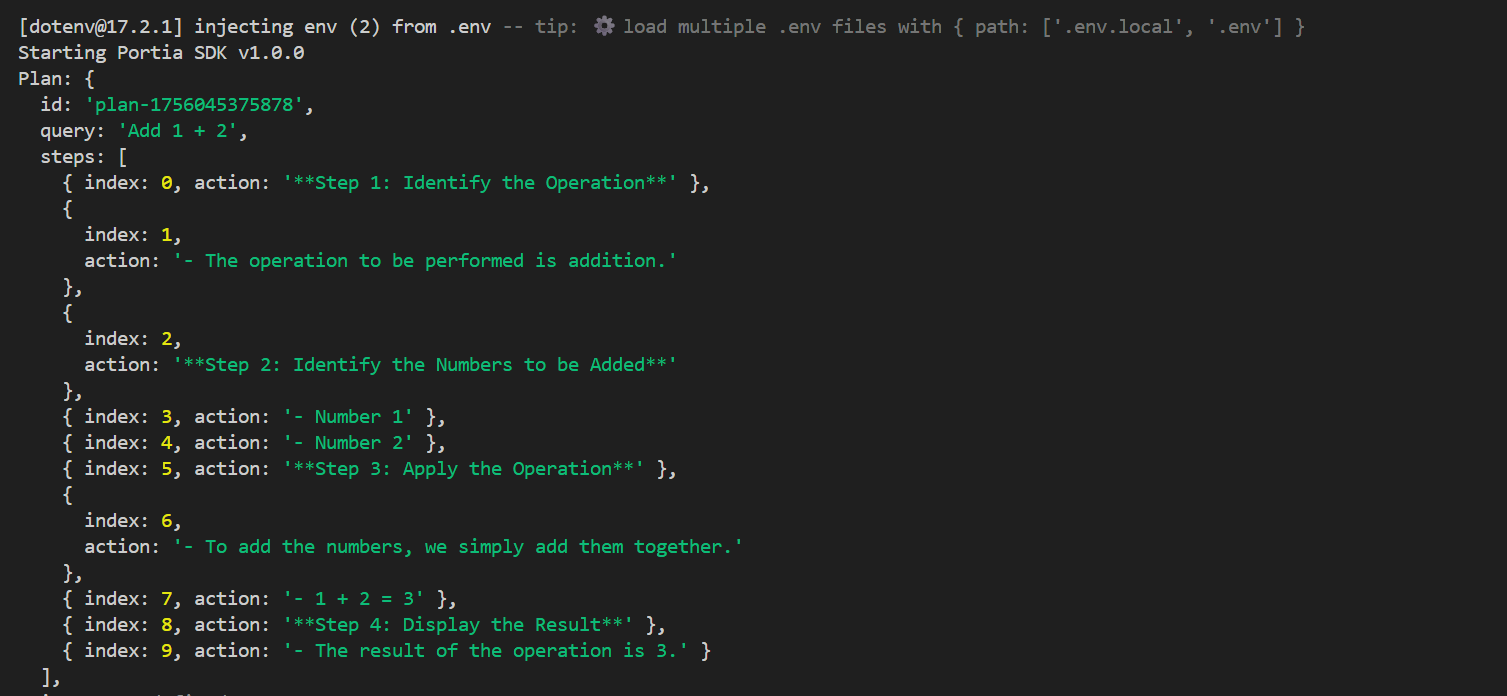 [dotenv@17.2.1] injecting env (2) from .env -- tip: ⚙️ load multiple .env files with { path: ['.env.local', '.env'] }
Starting Portia SDK v1.0.0
Plan: {
  id: 'plan-1756045375878',
  query: 'Add 1 + 2',
  steps: [
    { index: 0, action: '**Step 1: Identify the Operation**' },
    {
      index: 1,
      action: '- The operation to be performed is addition.'
    },
    {
      index: 2,
      action: '**Step 2: Identify the Numbers to be Added**'
    },
    { index: 3, action: '- Number 1' },
    { index: 4, action: '- Number 2' },
    { index: 5, action: '**Step 3: Apply the Operation**' },
    {
      index: 6,
      action: '- To add the numbers, we simply add them together.'
    },
    { index: 7, action: '- 1 + 2 = 3' },
    { index: 8, action: '**Step 4: Display the Result**' },
    { index: 9, action: '- The result of the operation is 3.' }
  ],